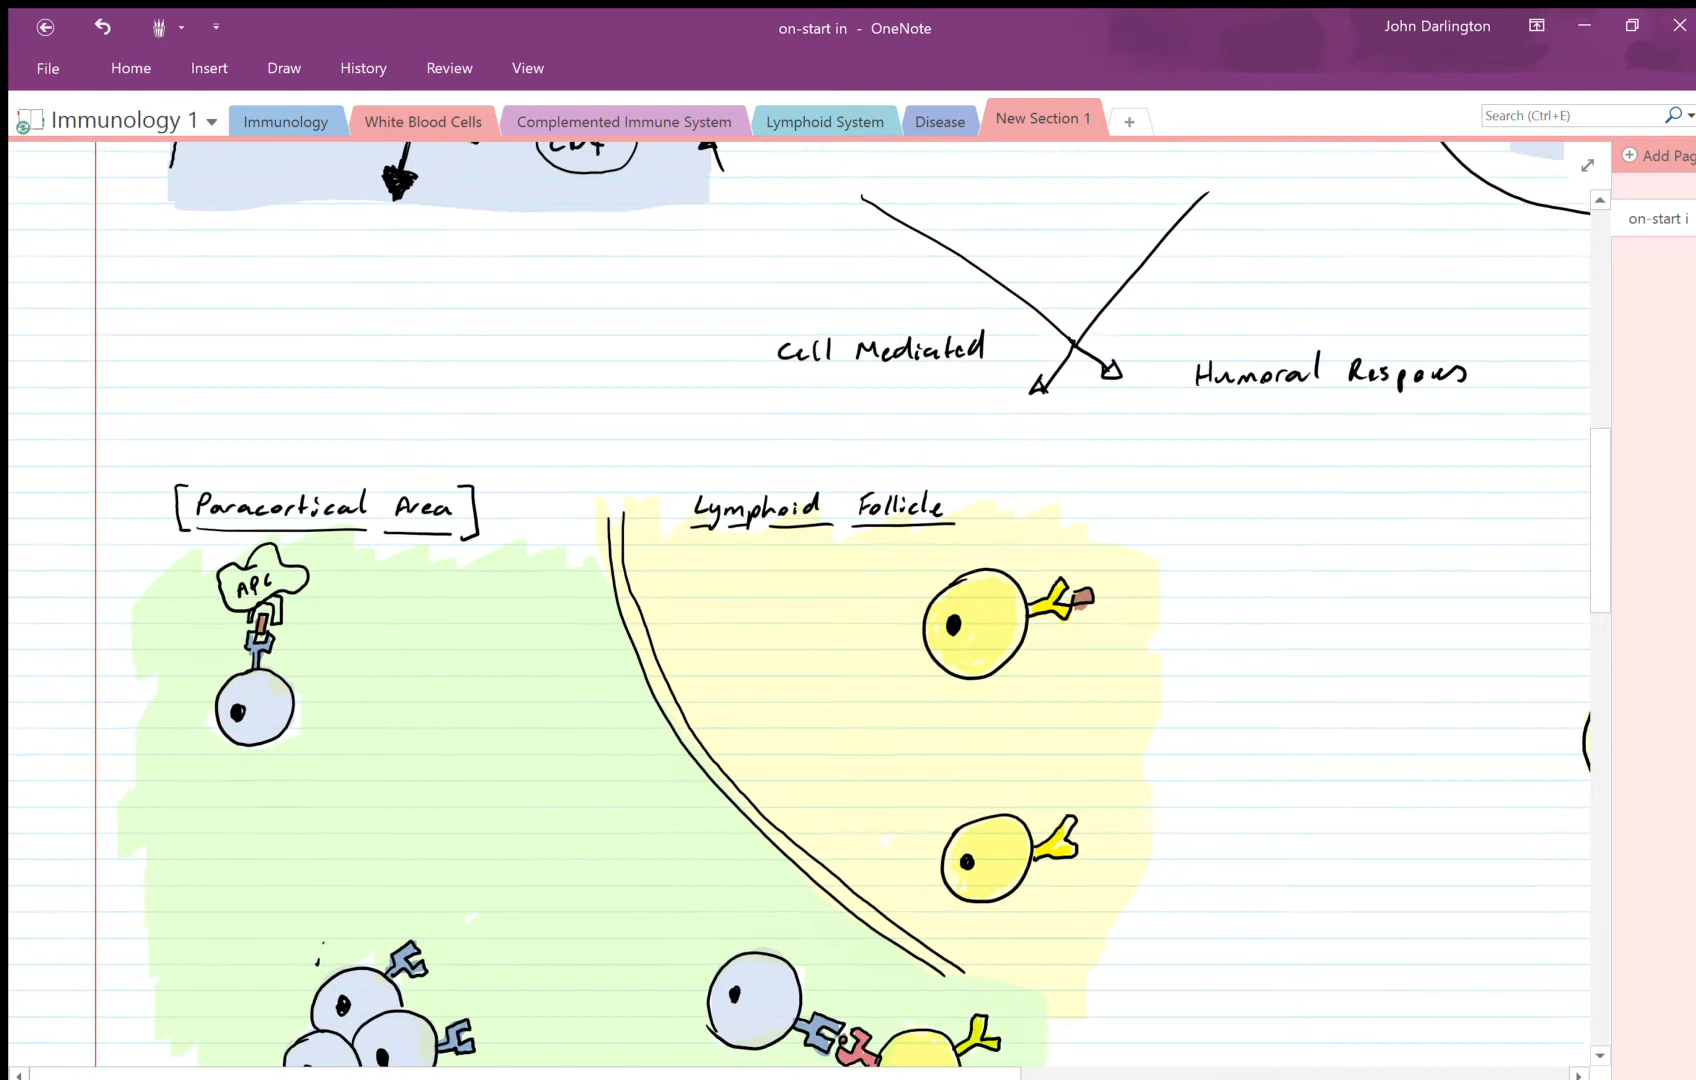 on-start in - OneNote
John Darlington
File Home Insert Draw History Review View
Immunology 1
Immunology
White Blood Cells
Complemented Immune System
Lymphoid System
Disease
New Section 1
Search (Ctrl+E)
Add Pag
on-start i
CD4
Cell Mediated
Humoral Respons
[Paracortical Area]
Lymphoid Follicle
APC